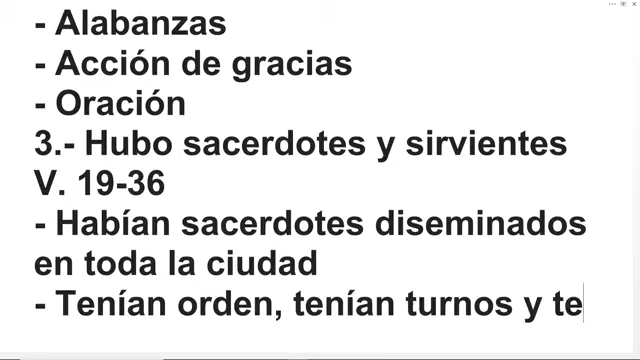 - Alabanzas
- Acción de gracias
- Oración
3.- Hubo sacerdotes y sirvientes
V. 19-36
- Habían sacerdotes diseminados
en toda la ciudad
- Tenían orden, tenían turnos y te